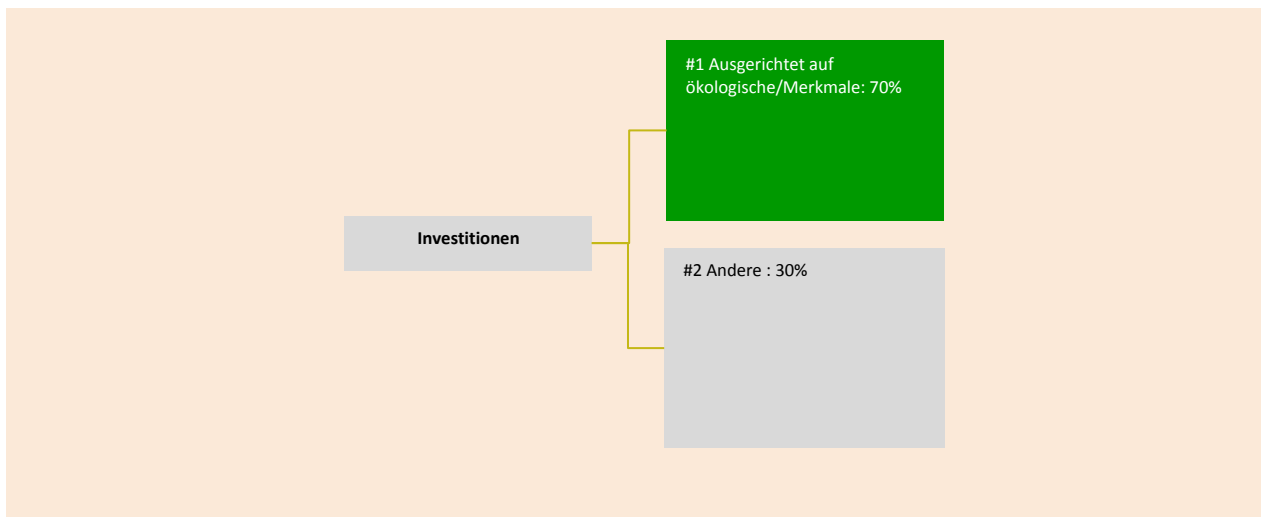 #1 Ausgerichtet auf
ökologische/Merkmale: 70%
Investitionen
#2 Andere : 30%